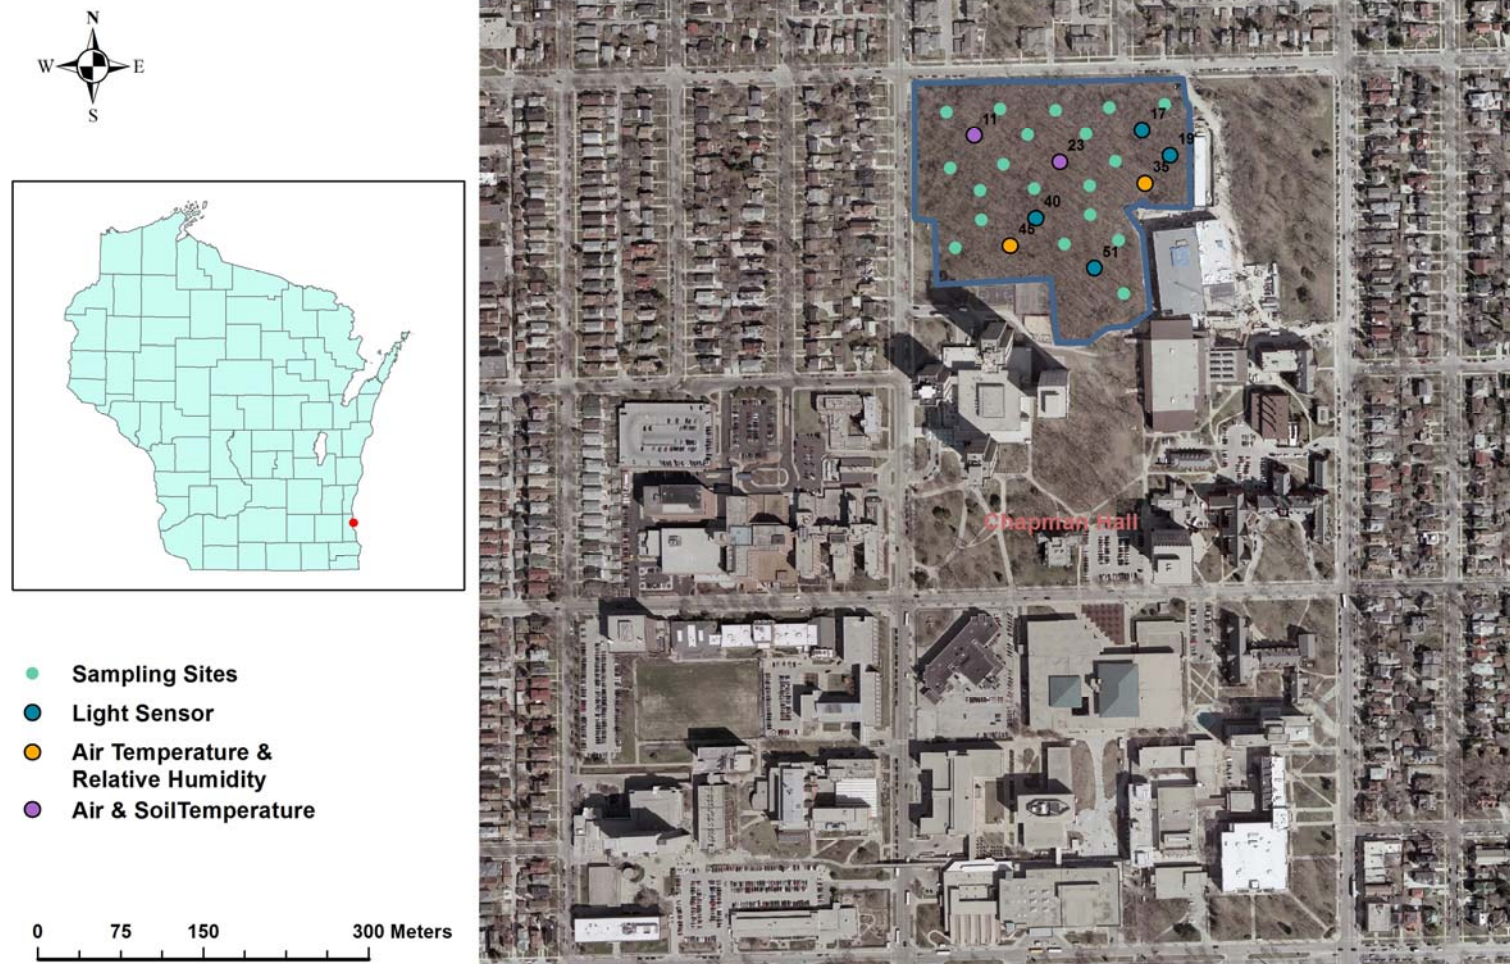 N
W E
S
11
17
19
23
35
40
45
51
Chapman Hall
Sampling Sites
Light Sensor
Air Temperature &
Relative Humidity
Air & SoilTemperature
0 75 150 300 Meters